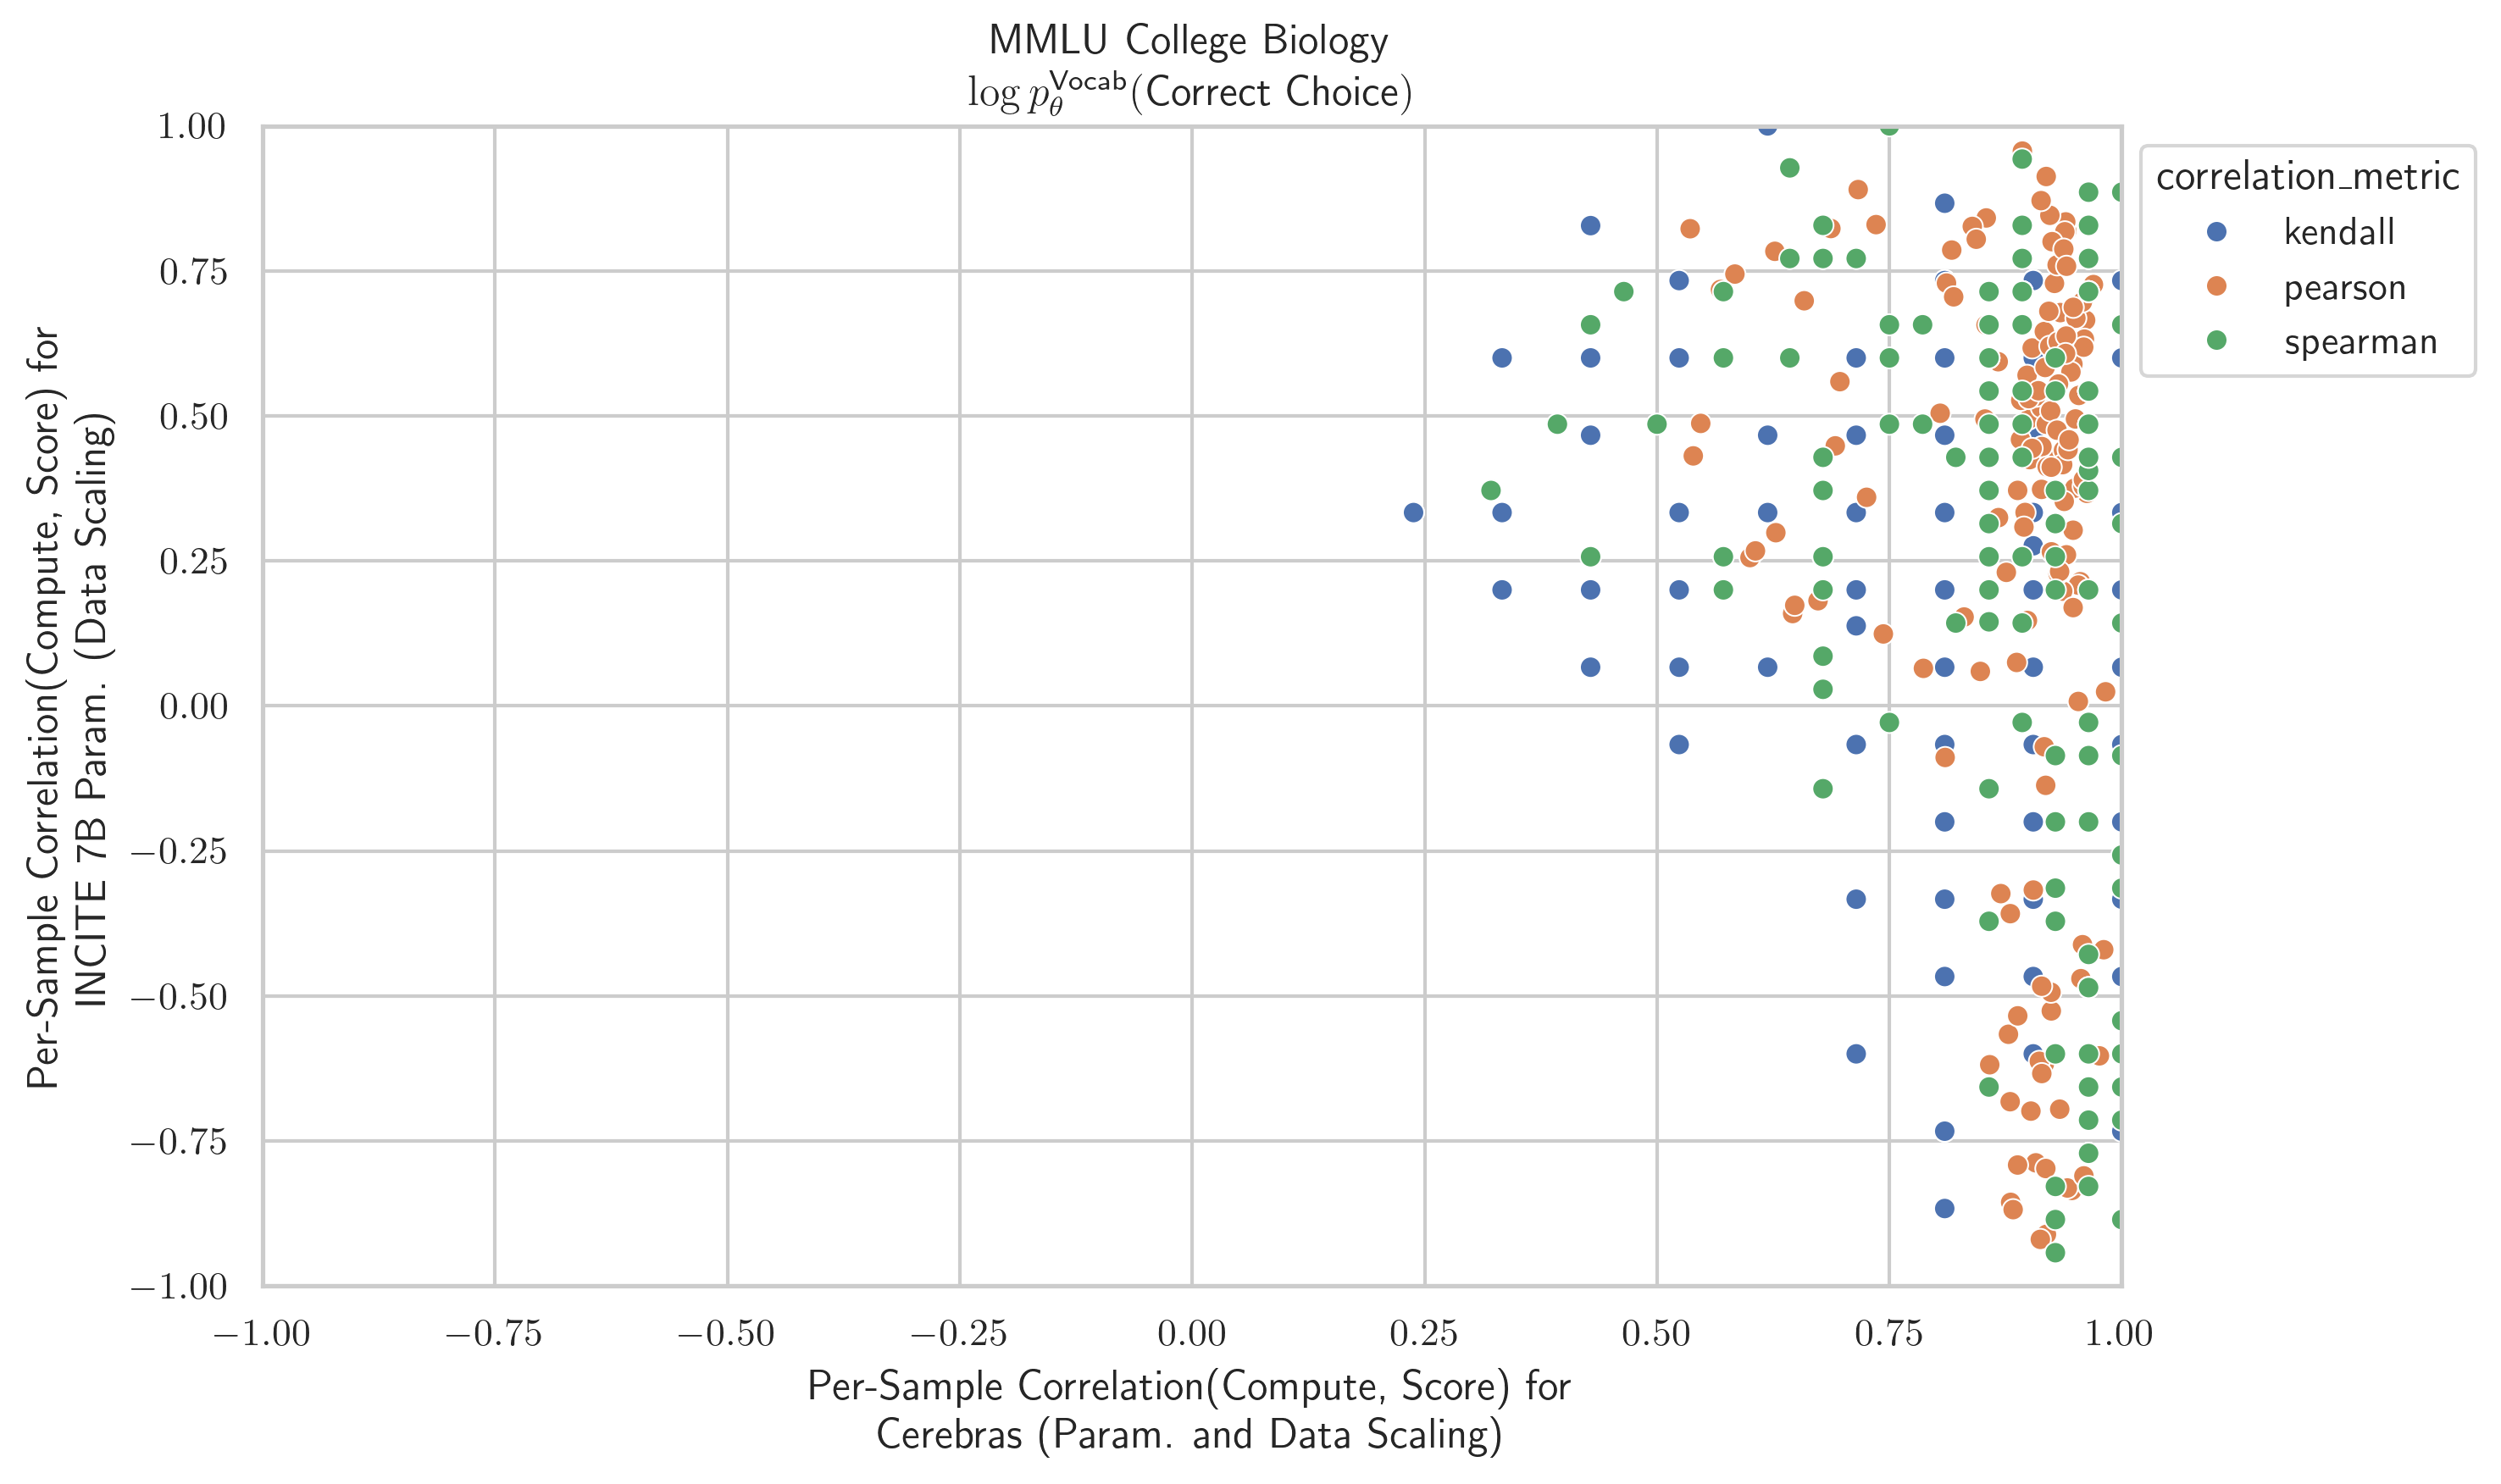 MMLU College Biology
log p_θ^Vocab(Correct Choice)
1.00
0.75
0.50
0.25
0.00
−0.25
−0.50
−0.75
−1.00
Per-Sample Correlation(Compute, Score) for
INCITE 7B Param. (Data Scaling)
−1.00
−0.75
−0.50
−0.25
0.00
0.25
0.50
0.75
1.00
Per-Sample Correlation(Compute, Score) for
Cerebras (Param. and Data Scaling)
correlation_metric
kendall
pearson
spearman